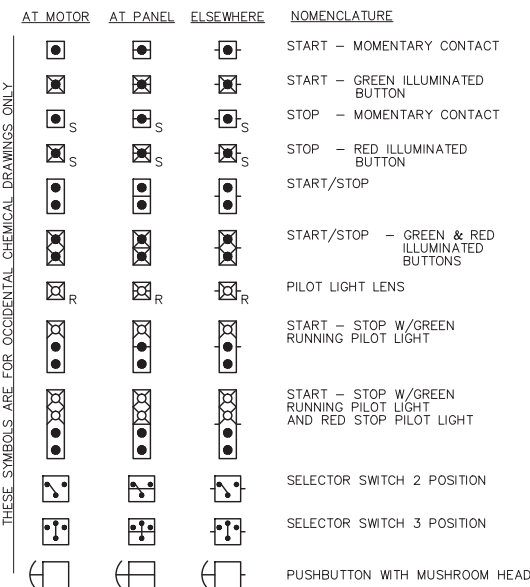 AT MOTOR AT PANEL ELSEWHERE NOMENCLATURE
THESE SYMBOLS ARE FOR OCCIDENTAL CHEMICAL DRAWINGS ONLY
START – MOMENTARY CONTACT
START – GREEN ILLUMINATED
BUTTON
S S S STOP – MOMENTARY CONTACT
S S S STOP – RED ILLUMINATED
BUTTON
START/STOP
START/STOP – GREEN & RED
ILLUMINATED
BUTTONS
R R R PILOT LIGHT LENS
START – STOP W/GREEN
RUNNING PILOT LIGHT
START – STOP W/GREEN
RUNNING PILOT LIGHT
AND RED STOP PILOT LIGHT
SELECTOR SWITCH 2 POSITION
SELECTOR SWITCH 3 POSITION
PUSHBUTTON WITH MUSHROOM HEAD